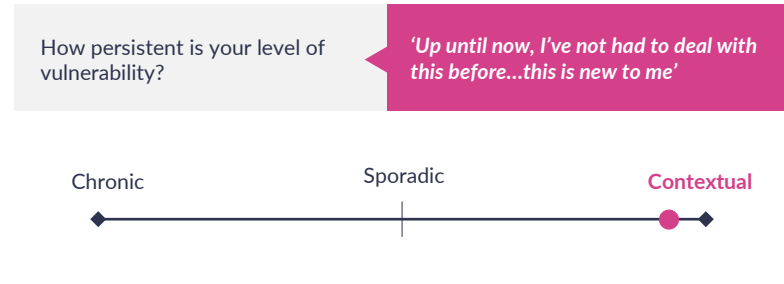 How persistent is your level of
vulnerability?
‘Up until now, I’ve not had to deal with
this before...this is new to me’
Chronic
Sporadic
Contextual